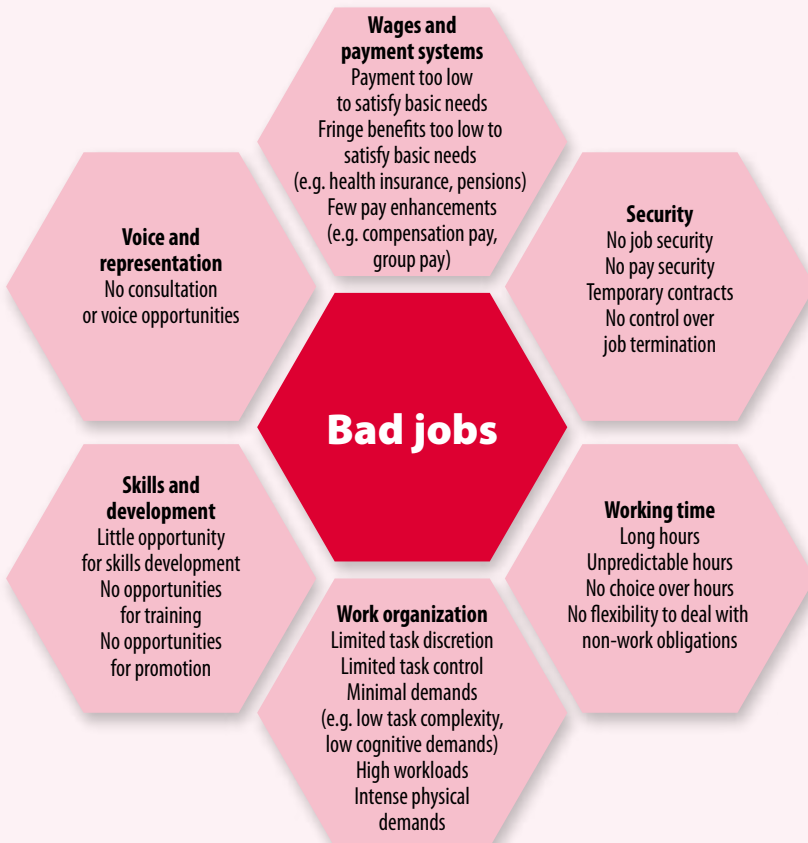 Wages and
payment systems
Payment too low
to satisfy basic needs
Fringe benefits too low to
satisfy basic needs
(e.g. health insurance, pensions)
Few pay enhancements
(e.g. compensation pay,
group pay)
Voice and
representation
No consultation
or voice opportunities
Security
No job security
No pay security
Temporary contracts
No control over
job termination
Bad jobs
Skills and
development
Little opportunity
for skills development
No opportunities
for training
No opportunities
for promotion
Working time
Long hours
Unpredictable hours
No choice over hours
No flexibility to deal with
non-work obligations
Work organization
Limited task discretion
Limited task control
Minimal demands
(e.g. low task complexity,
low cognitive demands)
High workloads
Intense physical
demands